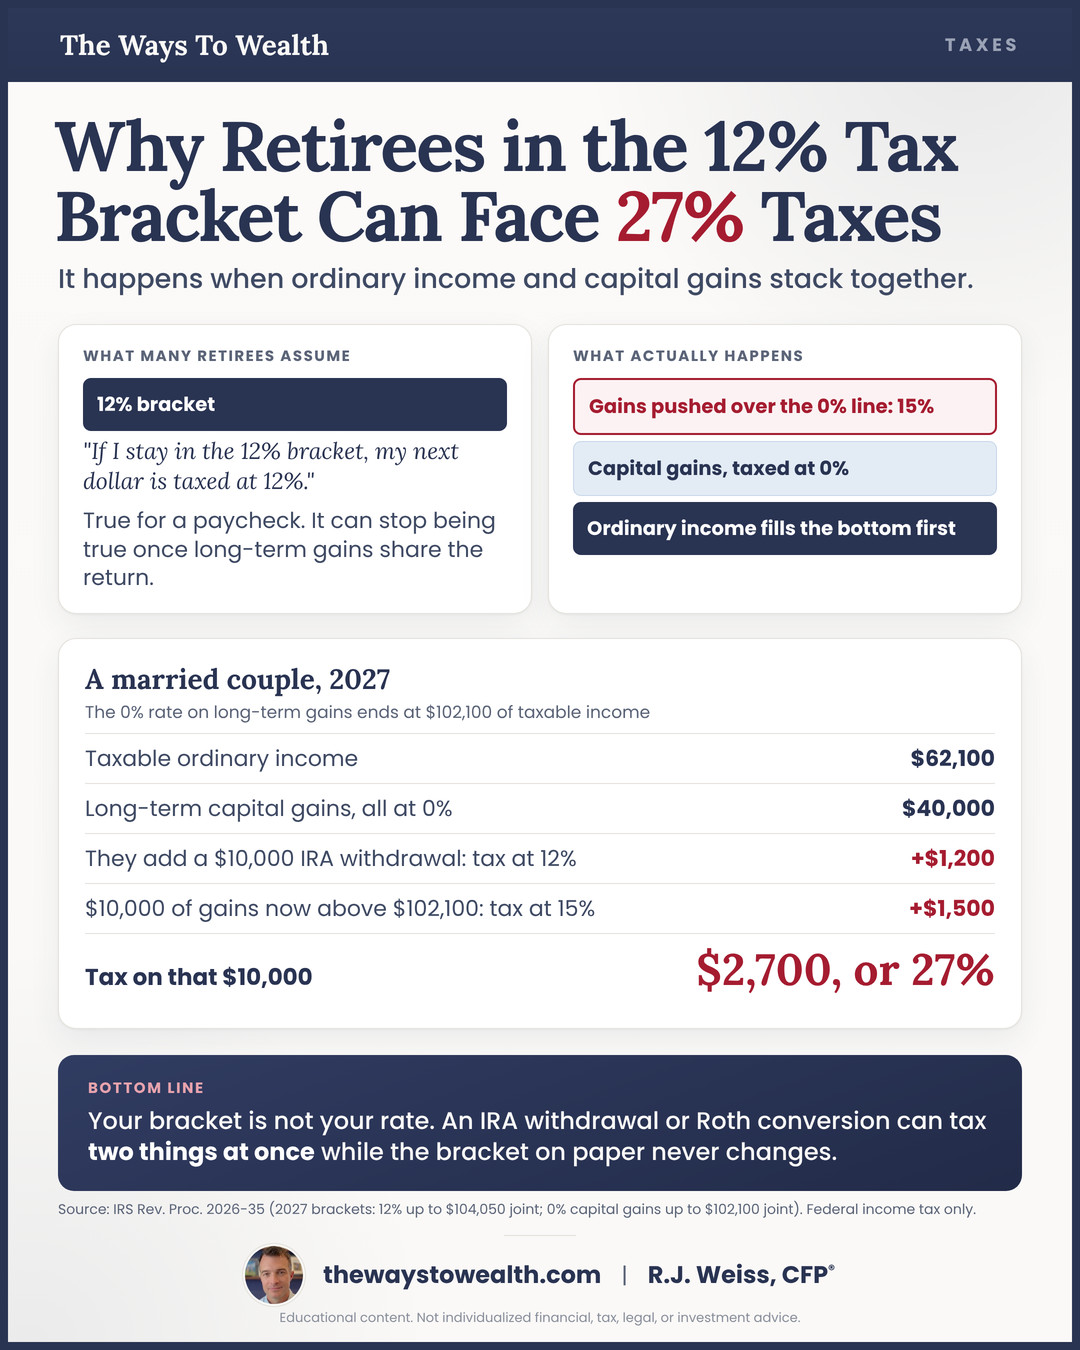 The Ways To Wealth
TAXES
Why Retirees in the 12% Tax
Bracket Can Face 27% Taxes
It happens when ordinary income and capital gains stack together.
WHAT MANY RETIREES ASSUME
12% bracket
"If I stay in the 12% bracket, my next
dollar is taxed at 12%."
True for a paycheck. It can stop being
true once long-term gains share the
return.
WHAT ACTUALLY HAPPENS
Gains pushed over the 0% line: 15%
Capital gains, taxed at 0%
Ordinary income fills the bottom first
A married couple, 2027
The 0% rate on long-term gains ends at $102,100 of taxable income
Taxable ordinary income $62,100
Long-term capital gains, all at 0% $40,000
They add a $10,000 IRA withdrawal: tax at 12% +$1,200
$10,000 of gains now above $102,100: tax at 15% +$1,500
Tax on that $10,000 $2,700, or 27%
BOTTOM LINE
Your bracket is not your rate. An IRA withdrawal or Roth conversion can tax
two things at once while the bracket on paper never changes.
Source: IRS Rev. Proc. 2026-35 (2027 brackets: 12% up to $104,050 joint; 0% capital gains up to $102,100 joint). Federal income tax only.
thewaystowealth.com | R.J. Weiss, CFP®
Educational content. Not individualized financial, tax, legal, or investment advice.